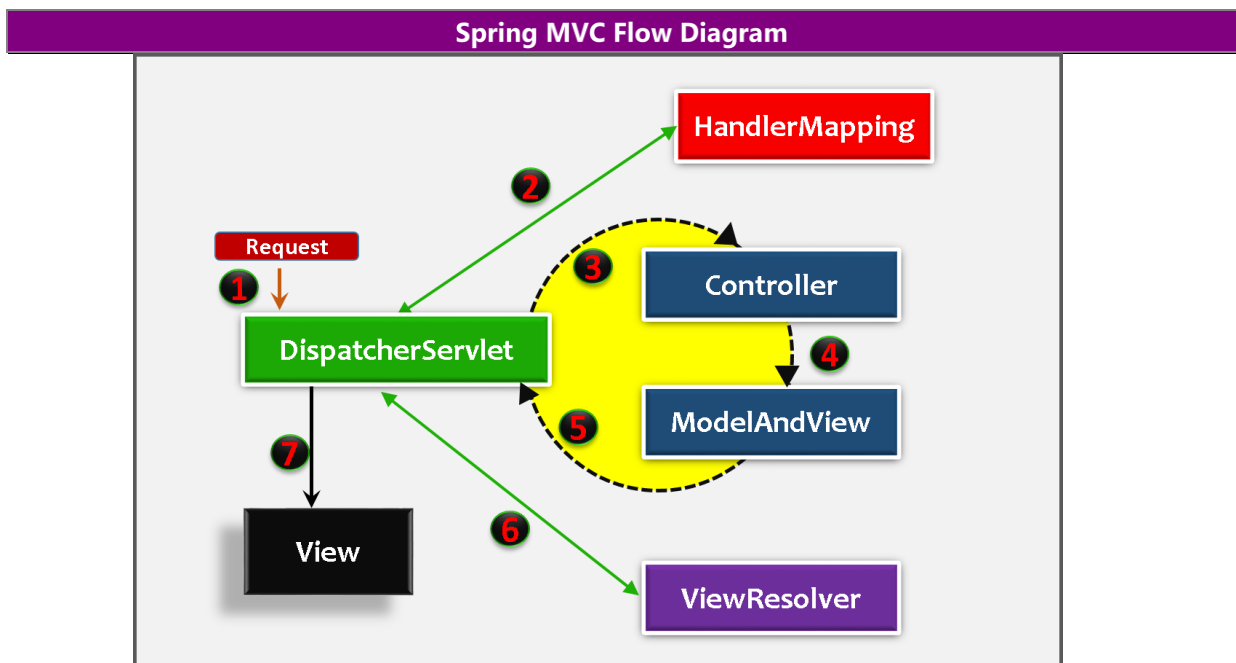 Spring MVC Flow Diagram
HandlerMapping
2
Request
3
1
Controller
DispatcherServlet
4
5
ModelAndView
7
6
View
ViewResolver